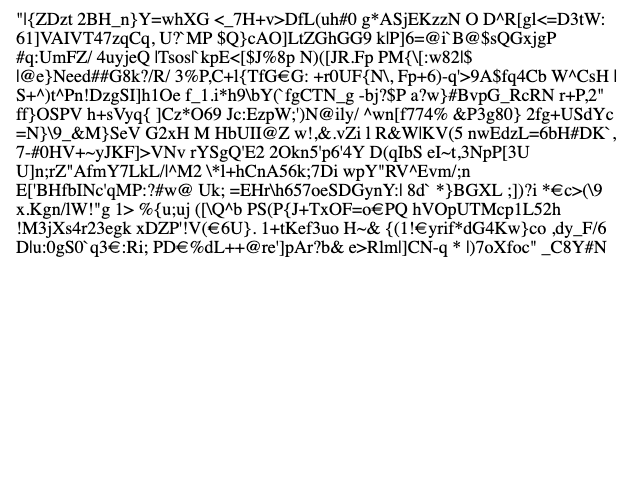 "|{ZDzt 2BH_n}Y=whXG <_7H+v>DfL(uh#0 g*ASjEKzzN O D^R[gl<=D3tW:
61]VAIVT47zqCq, U?`MP $Q}cAO]LtZGhGG9 k|P]6=@i`B@$sQGxjgP
#q:UmFZ/ 4uyjeQ |Tsosl`kpE<[$J%8p N)([JR.Fp PM{\[:w82|$
|@e}Need##G8k?/R/ 3%P,C+l{TfG€G: +r0UF{N\, Fp+6)-q'>9A$fq4Cb W^CsH |
S+^)t^Pn!DzgSI]h1Oe f_1.i*h9\bY(`fgCTN_g -bj?$P a?w}#BvpG_RcRN r+P,2"
ff}OSPV h+sVyq{ ]Cz*O69 Jc:EzpW;')N@ily/ ^wn[f774% &P3g80} 2fg+USdYc
=N}\9_&M}SeV G2xH M HbUII@Z w!,&.vZi l R&W|KV(5 nwEdzL=6bH#DK`,
7-#0HV+~yJKF]>VNv rYSgQ'E2 2Okn5'p6'4Y D(qIbS eI~t,3NpP[3U
U]n;rZ"AfmY7LkL/|^M2 \*l+hCnA56k;7Di wpY"RV^Evm/;n
E['BHfbINc'qMP:?#w@ Uk; =EHr\h657oeSDGynY:| 8d` *}BGXL ;])?i *€c>(\9
x.Kgn/lW!"g 1> %{u;uj ([\Q^b PS(P{J+TxOF=o€PQ hVOpUTMcp1L52h
!M3jXs4r23egk xDZP'!V(€6U}. 1+tKef3uo H~& {(1!€yrif*dG4Kw}co ,dy_F/6
D|u:0gS0`q3€:Ri; PD€%dL++@re']pAr?b& e>Rlm|]CN-q * |)7oXfoc" _C8Y#N